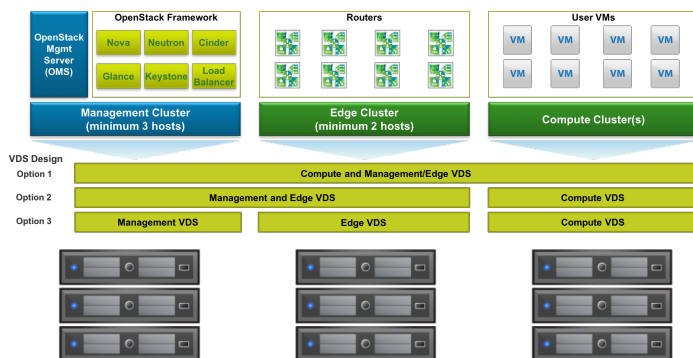 OpenStack Framework
Routers
User VMs
OpenStack
Mgmt
Server
(OMS)
Nova
Neutron
Cinder
Glance
Keystone
Load
Balancer
VM
VM
VM
VM
VM
VM
VM
VM
Management Cluster
(minimum 3 hosts)
Edge Cluster
(minimum 2 hosts)
Compute Cluster(s)
VDS Design
Option 1
Compute and Management/Edge VDS
Option 2
Management and Edge VDS
Compute VDS
Option 3
Management VDS
Edge VDS
Compute VDS